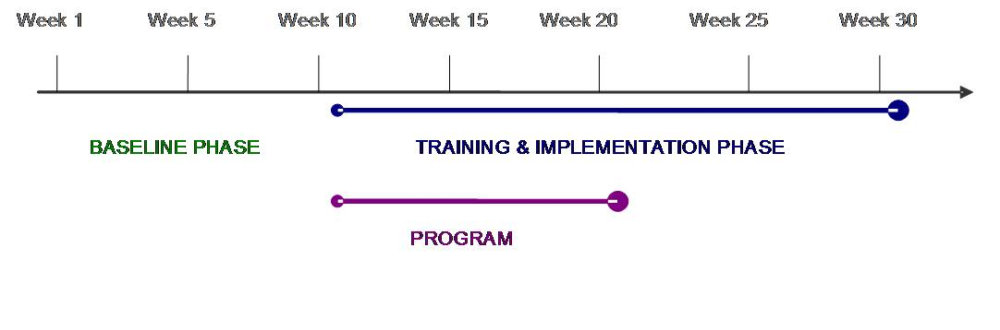 Week 1 Week 5 Week 10 Week 15 Week 20 Week 25 Week 30
BASELINE PHASE TRAINING & IMPLEMENTATION PHASE
PROGRAM